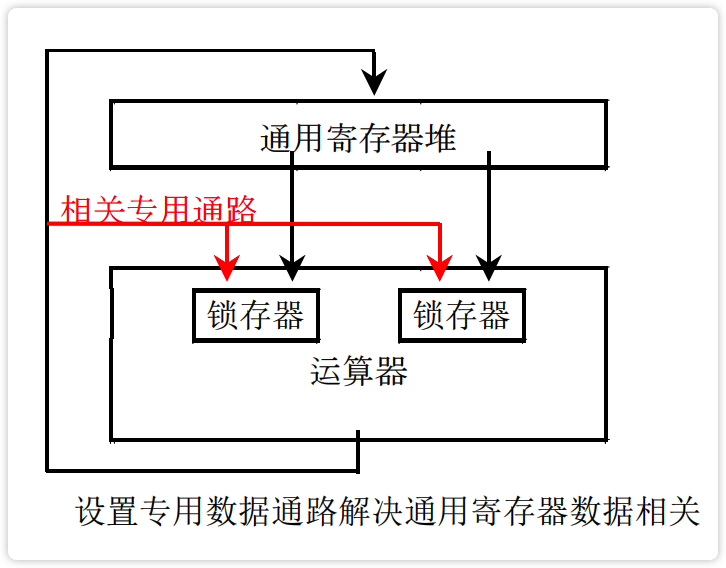 通用寄存器堆
相关专用通路
锁存器 锁存器
运算器
设置专用数据通路解决通用寄存器数据相关